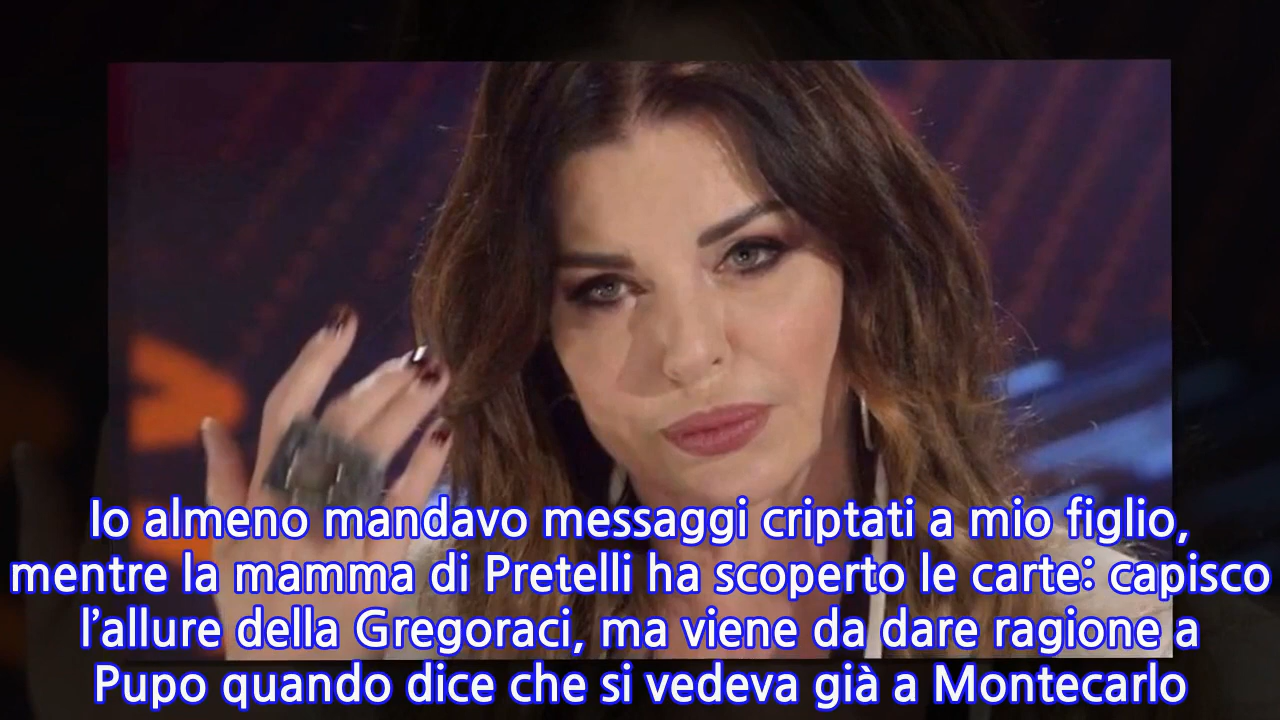 Io almeno mandavo messaggi criptati a mio figlio,
mentre la mamma di Pretelli ha scoperto le carte: capisco
l’allure della Gregoraci, ma viene da dare ragione a
Pupo quando dice che si vedeva già a Montecarlo